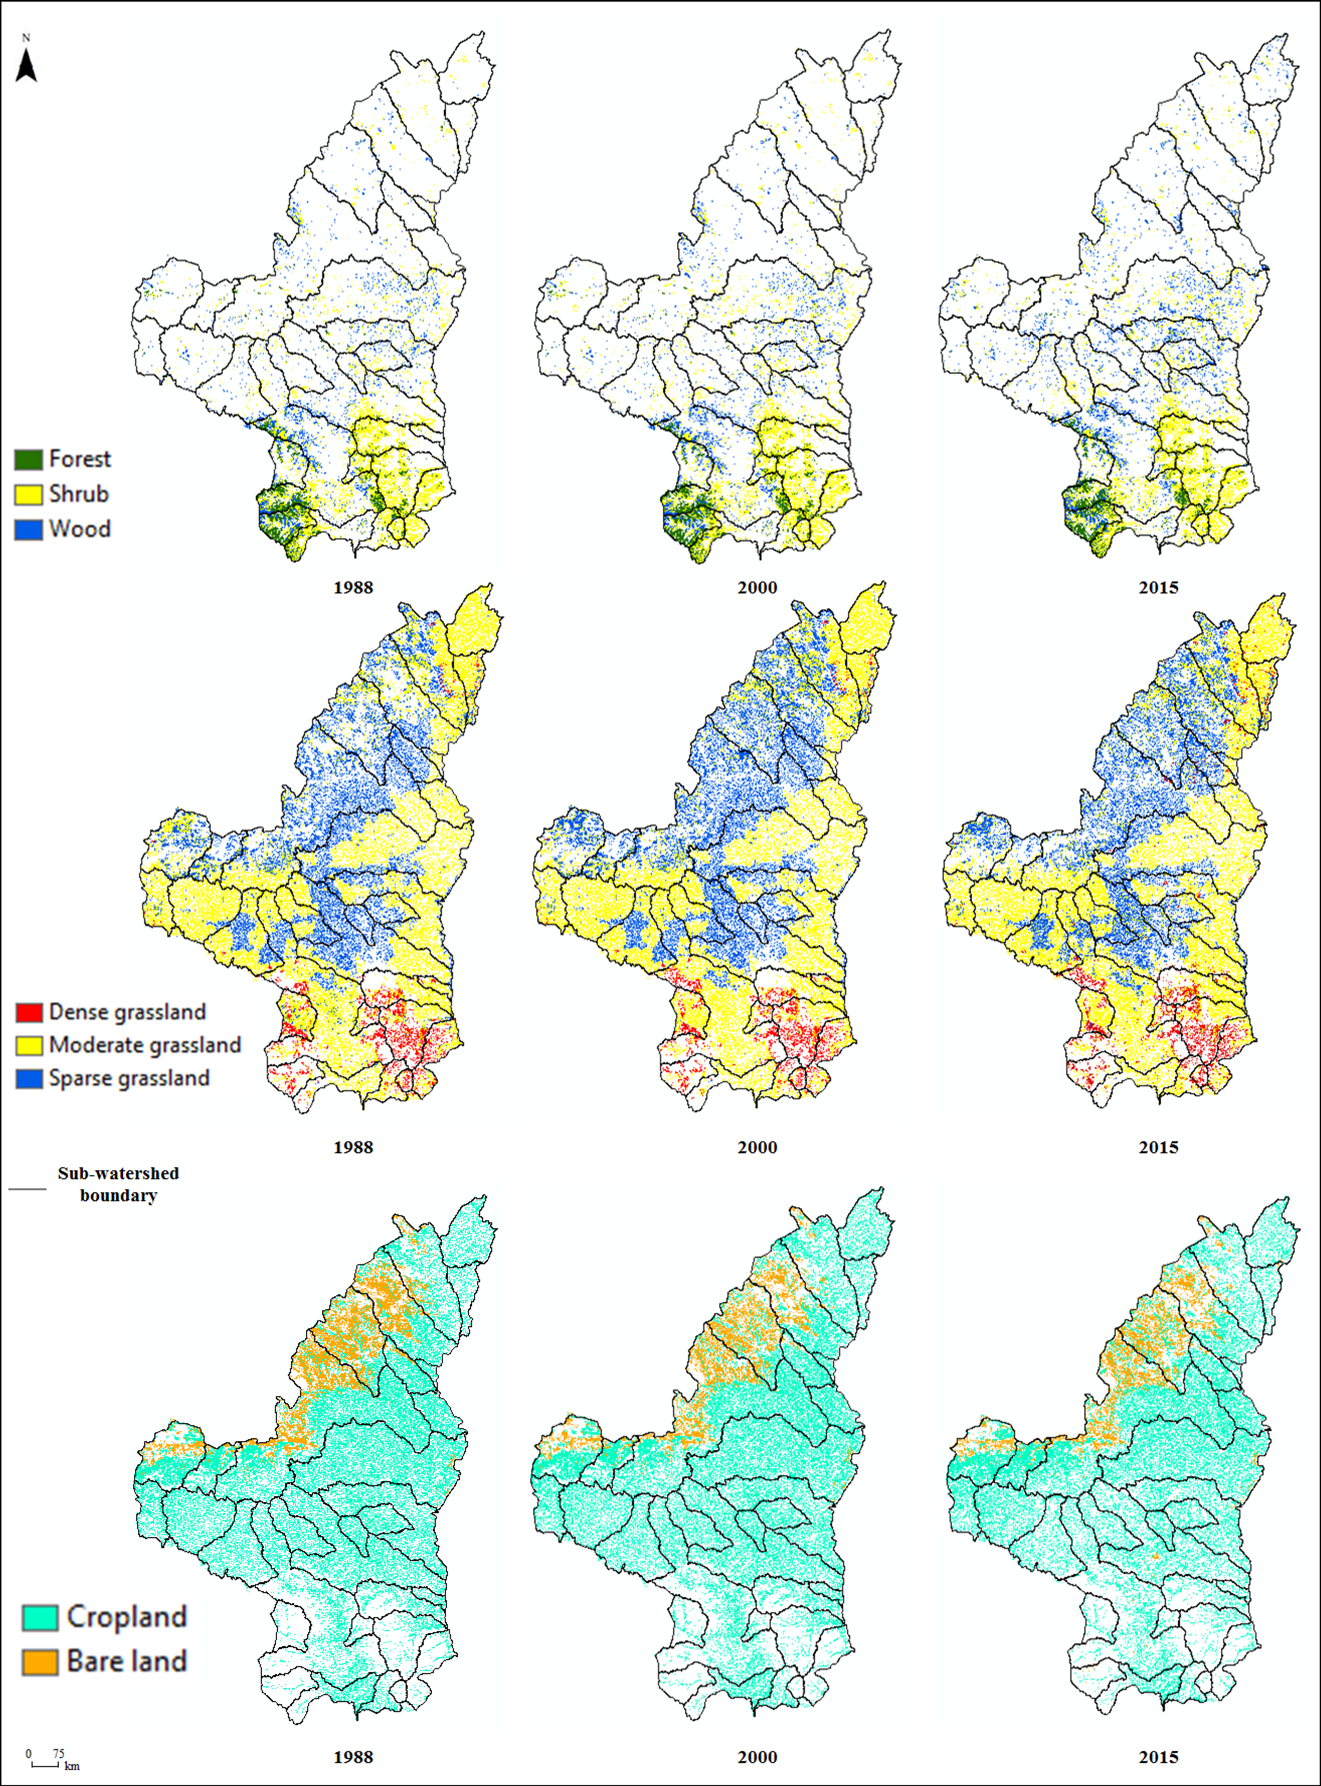 N
Forest
Shrub
Wood
1988
2000
2015
Dense grassland
Moderate grassland
Sparse grassland
1988
2000
2015
Sub-watershed
boundary
Cropland
Bare land
0 75
km
1988
2000
2015